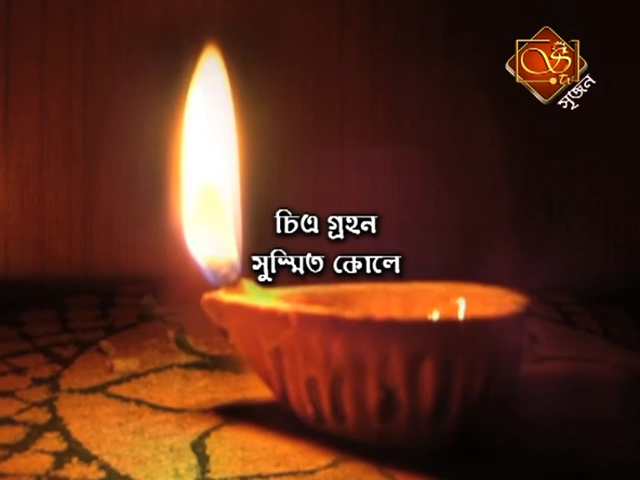 সৃজন
চিত্র গ্রহন
সুস্মিত কোলে